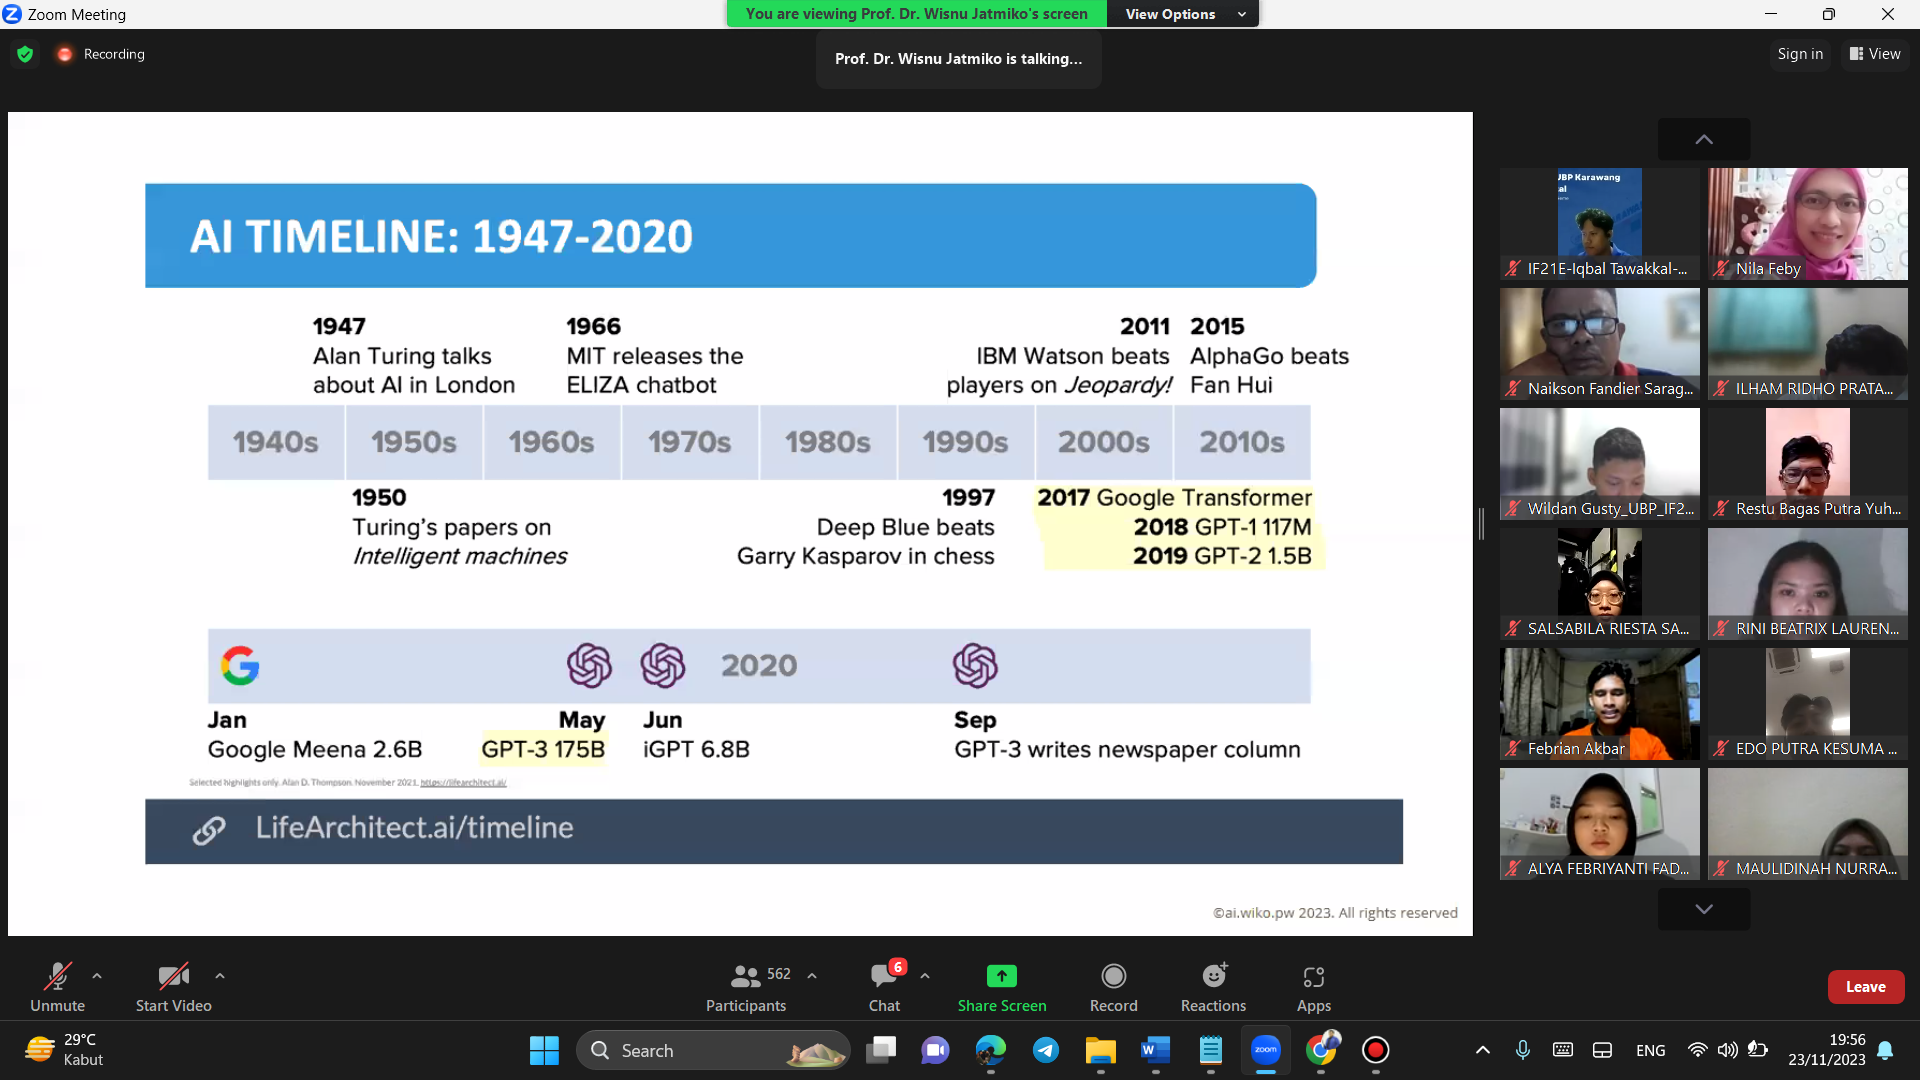 Zoom Meeting
You are viewing Prof. Dr. Wisnu Jatmiko's screen
View Options
Recording
Prof. Dr. Wisnu Jatmiko is talking...
Sign in
View
AI TIMELINE: 1947-2020
1947
Alan Turing talks
about AI in London
1966
MIT releases the
ELIZA chatbot
2011
IBM Watson beats
players on Jeopardy!
2015
AlphaGo beats
Fan Hui
1940s 1950s 1960s 1970s 1980s 1990s 2000s 2010s
1950
Turing's papers on
Intelligent machines
1997
Deep Blue beats
Garry Kasparov in chess
2017 Google Transformer
2018 GPT-1 117M
2019 GPT-2 1.5B
2020
Jan
Google Meena 2.6B
May
GPT-3 175B
Jun
iGPT 6.8B
Sep
GPT-3 writes newspaper column
Selected highlights only. Alan D. Thompson. November 2021. https://lifearchitect.ai/
LifeArchitect.ai/timeline
©ai.wiko.pw 2023. All rights reserved
JBP Karawang
al
IF21E-Iqbal Tawakkal-...
Nila Feby
Naikson Fandier Sarag...
ILHAM RIDHO PRATA...
Wildan Gusty_UBP_IF2...
Restu Bagas Putra Yuh...
SALSABILA RIESTA SA...
RINI BEATRIX LAUREN...
Febrian Akbar
EDO PUTRA KESUMA ...
ALYA FEBRIYANTI FAD...
MAULIDINAH NURRA...
Unmute
Start Video
562
Participants
6
Chat
Share Screen
Record
Reactions
Apps
Leave
29°C
Kabut
Search
W
zoom
ENG
19:56
23/11/2023